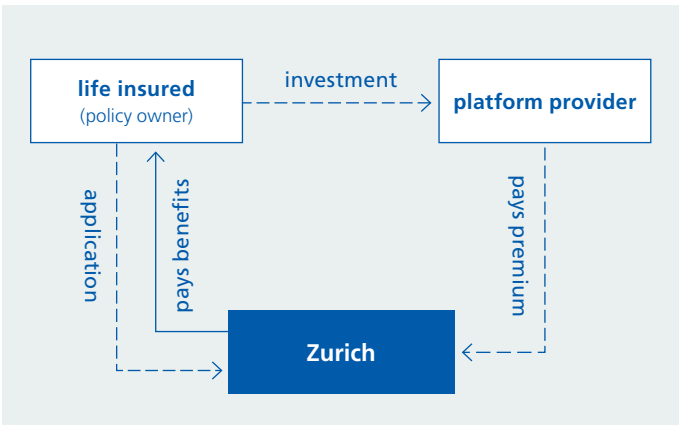 life insured
(policy owner)
investment
platform provider
application
pays benefits
pays premium
Zurich